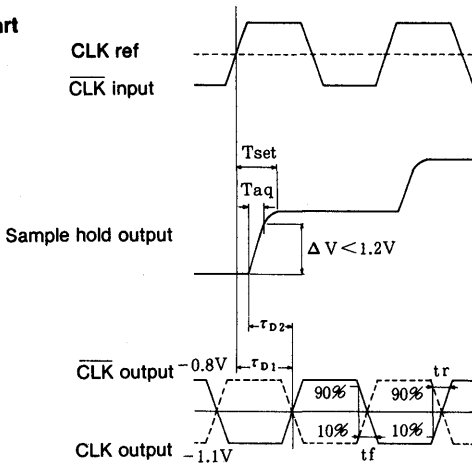 art
CLK ref
CLK input
Tset
Taq
Sample hold output
ΔV<1.2V
τD2
CLK output
-0.8V
τD1
tr
90%
90%
10%
10%
CLK output
-1.1V
tf